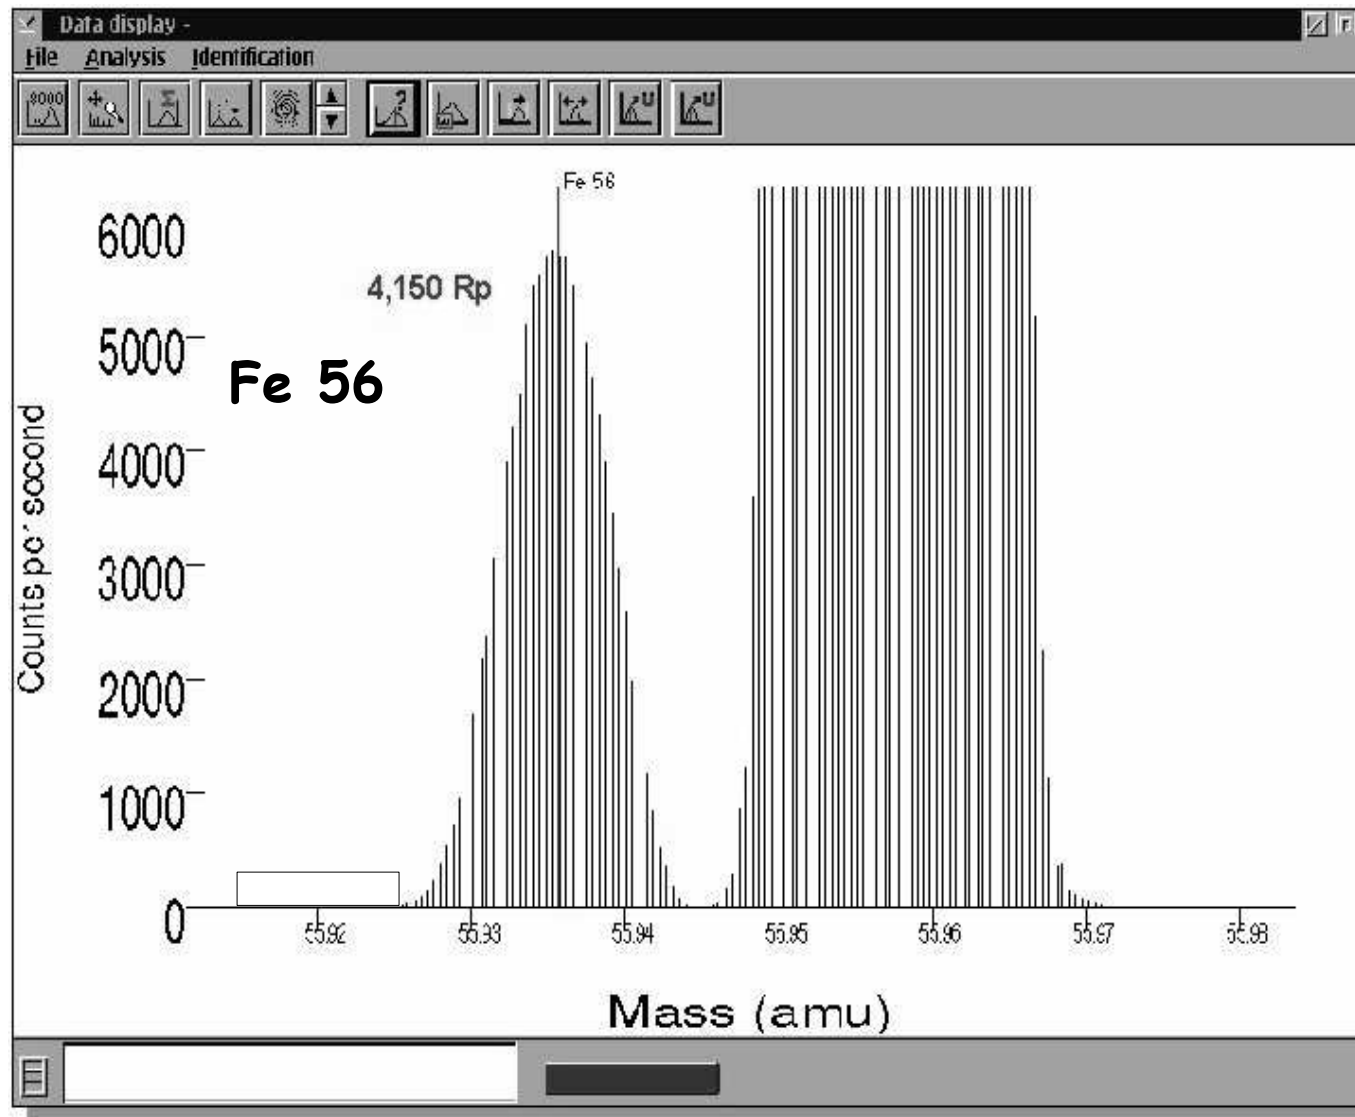 Data display -
File Analysis Identification
Fe 56
6000
4,150 Rp
5000
Fe 56
4000
Counts per second
3000
2000
1000
0
55.92 55.93 55.94 55.95 55.96 55.97 55.98
Mass (amu)